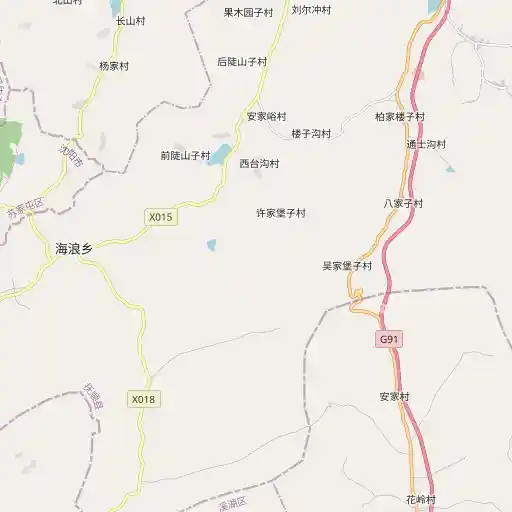 北山村
果木园子村
刘尔冲村
长山村
杨家村
后陡山子村
安家峪村
柏家楼子村
楼子沟村
通士沟村
沈阳市
前陡山子村
西台沟村
苏家屯区
X015
许家堡子村
八家子村
海浪乡
吴家堡子村
G91
抚顺县
X018
安家村
溪湖区
花岭村